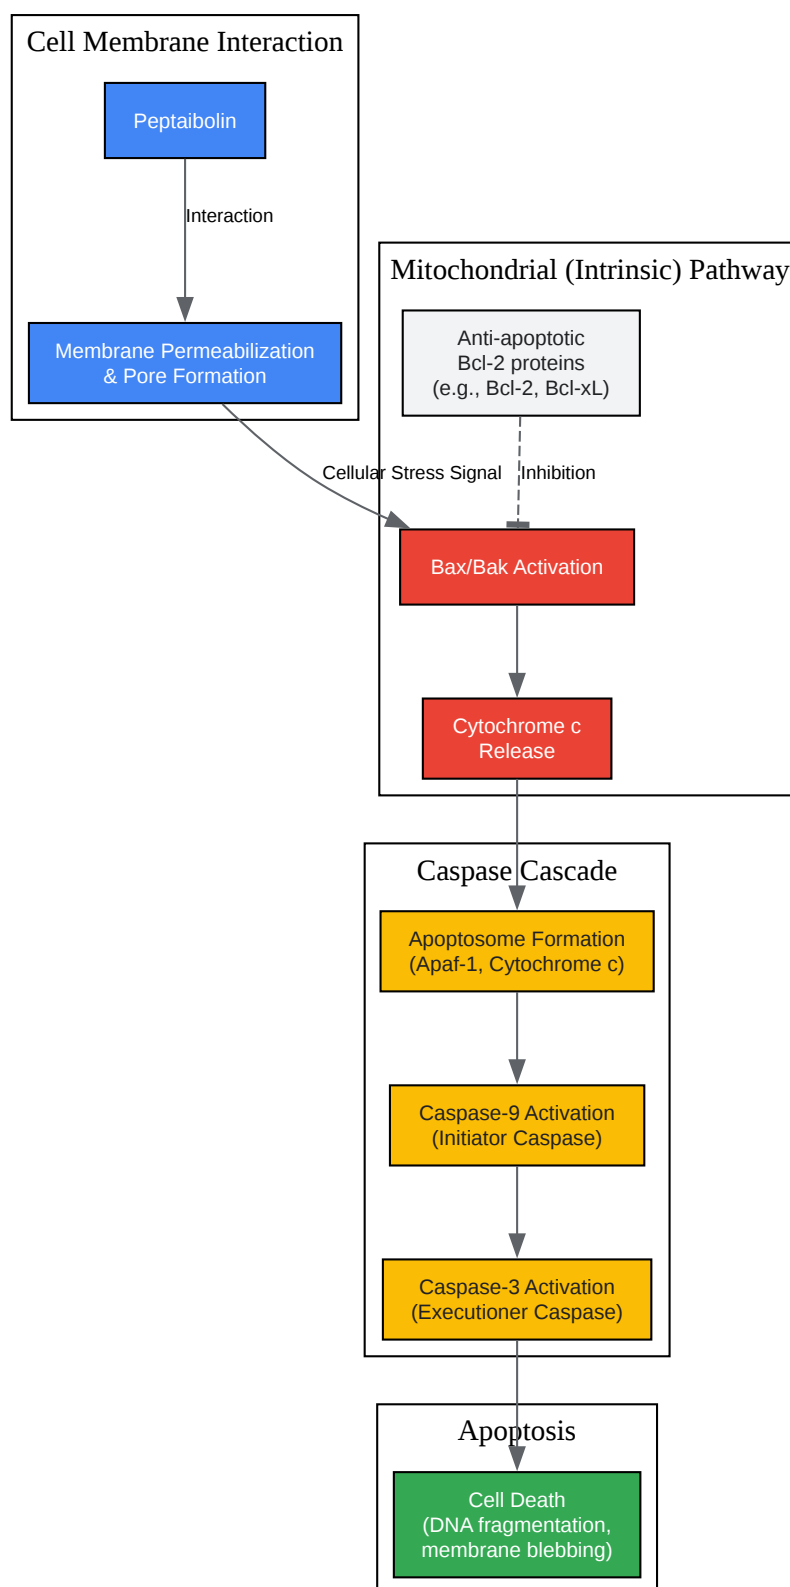 Cell Membrane Interaction
Peptaibolin
Interaction
Membrane Permeabilization
& Pore Formation
Mitochondrial (Intrinsic) Pathway
Anti-apoptotic
Bcl-2 proteins
(e.g., Bcl-2, Bcl-xL)
Cellular Stress Signal
Inhibition
Bax/Bak Activation
Cytochrome c
Release
Caspase Cascade
Apoptosome Formation
(Apaf-1, Cytochrome c)
Caspase-9 Activation
(Initiator Caspase)
Caspase-3 Activation
(Executioner Caspase)
Apoptosis
Cell Death
(DNA fragmentation,
membrane blebbing)